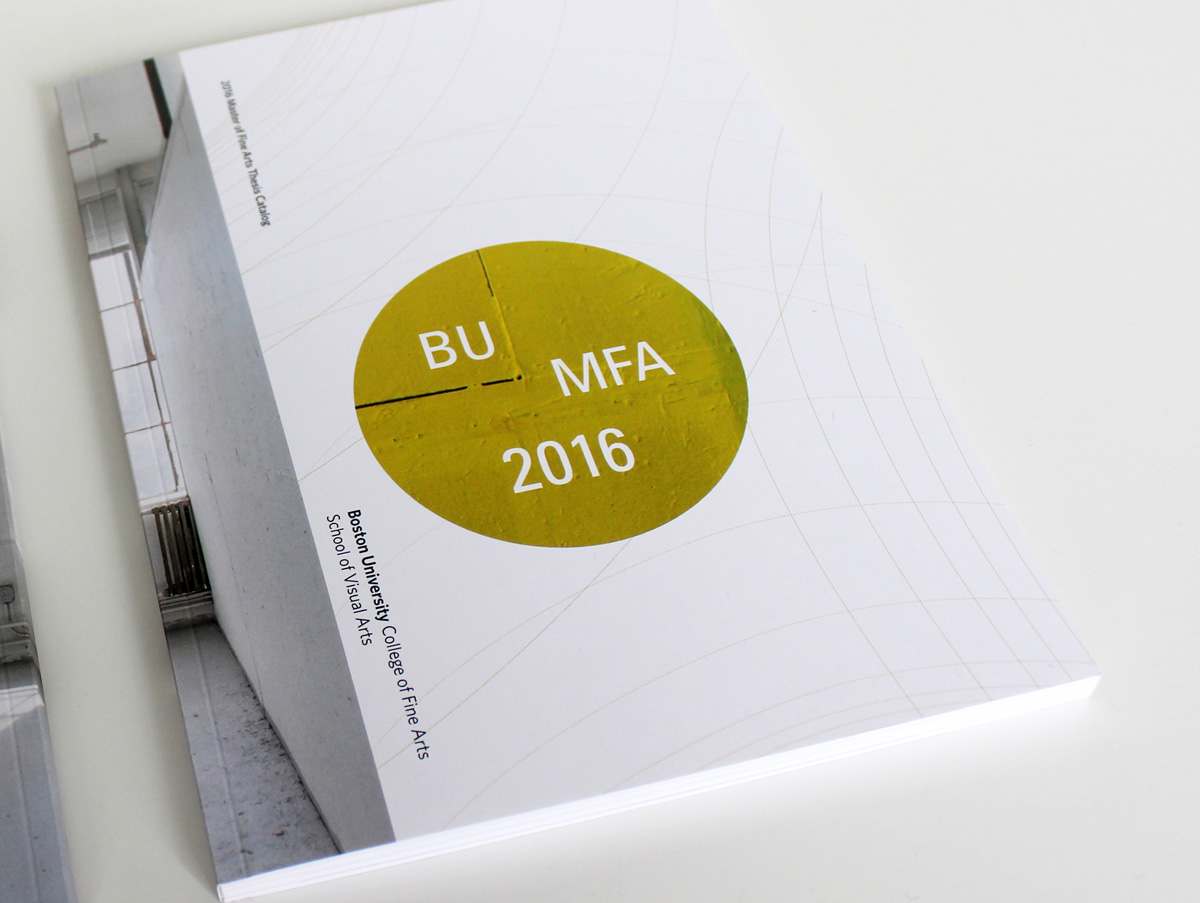 2016 Master of Fine Arts Thesis Catalog
BU
MFA
2016
Boston University College of Fine Arts
School of Visual Arts